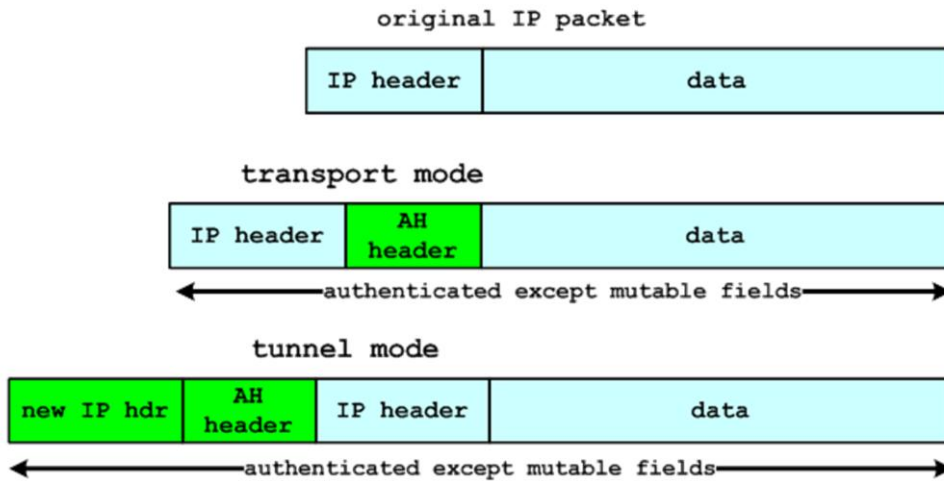 original IP packet
IP header data
transport mode
IP header AH header data
authenticated except mutable fields
tunnel mode
new IP hdr AH header IP header data
authenticated except mutable fields